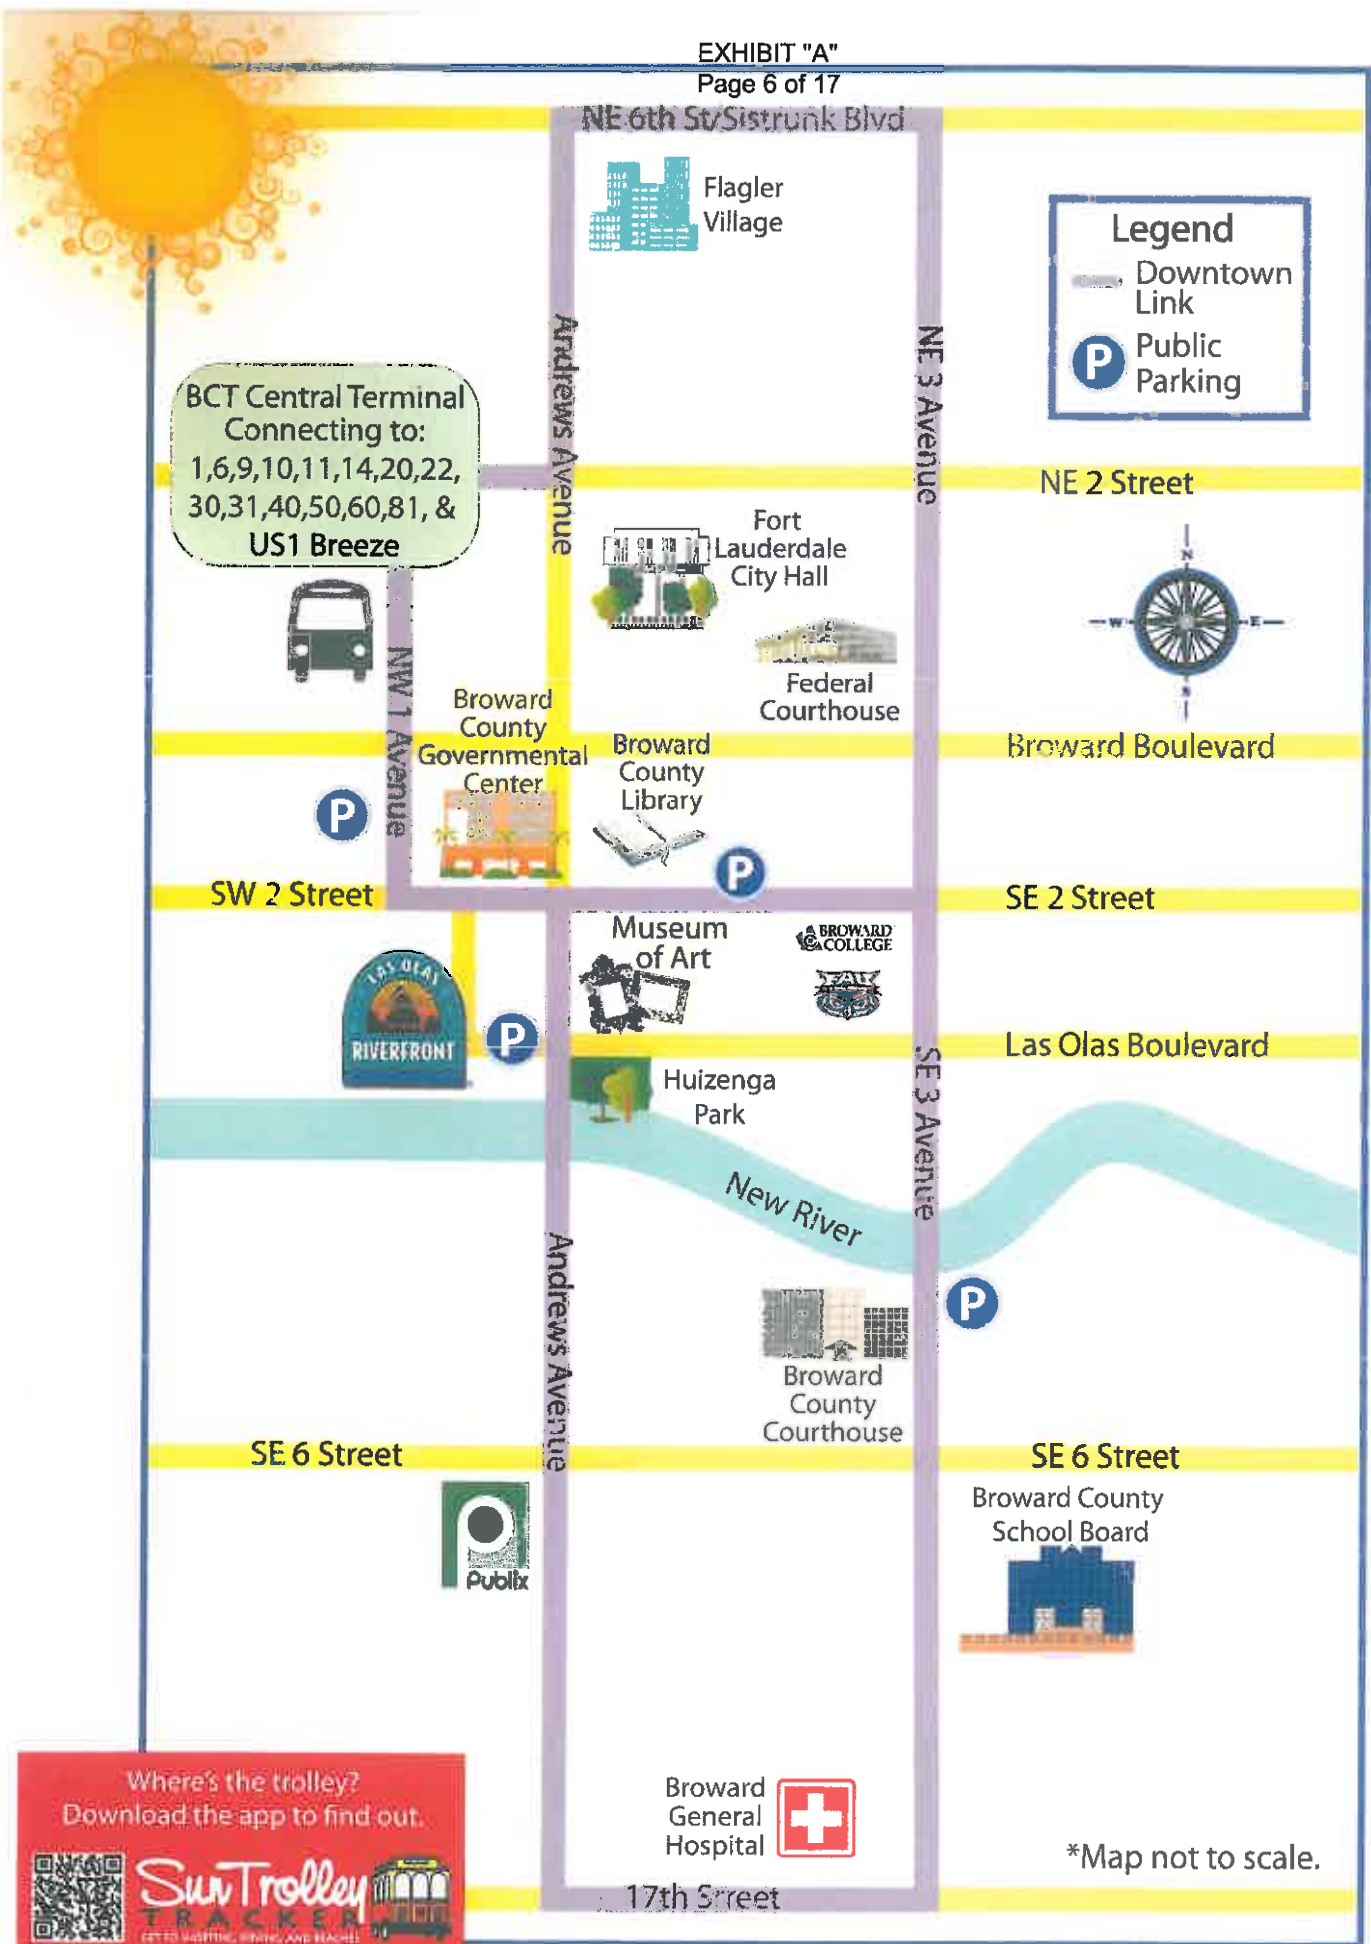 EXHIBIT "A"
Page 6 of 17
NE 6th St/Sistrunk Blvd
Flagler
Village
Legend
Downtown
Link
P Public
Parking
Andrews Avenue
NE 3 Avenue
BCT Central Terminal
Connecting to:
1,6,9,10,11,14,20,22,
30,31,40,50,60,81, &
US1 Breeze
NE 2 Street
Fort
Lauderdale
City Hall
N
W
E
S
Federal
Courthouse
NW 1 Avenue
Broward
County
Governmental
Center
Broward
County
Library
Broward Boulevard
P
P
SW 2 Street
SE 2 Street
Museum
of Art
BROWARD
COLLEGE
FAU
LAS OLAS
RIVERFRONT
P
Las Olas Boulevard
Huizenga
Park
SE 3 Avenue
New River
Andrews Avenue
P
Broward
County
Courthouse
SE 6 Street
SE 6 Street
Publix
Broward County
School Board
Where's the trolley?
Download the app to find out.
Sun Trolley
TRACKER
Broward
General
Hospital
*Map not to scale.
17th Srreet